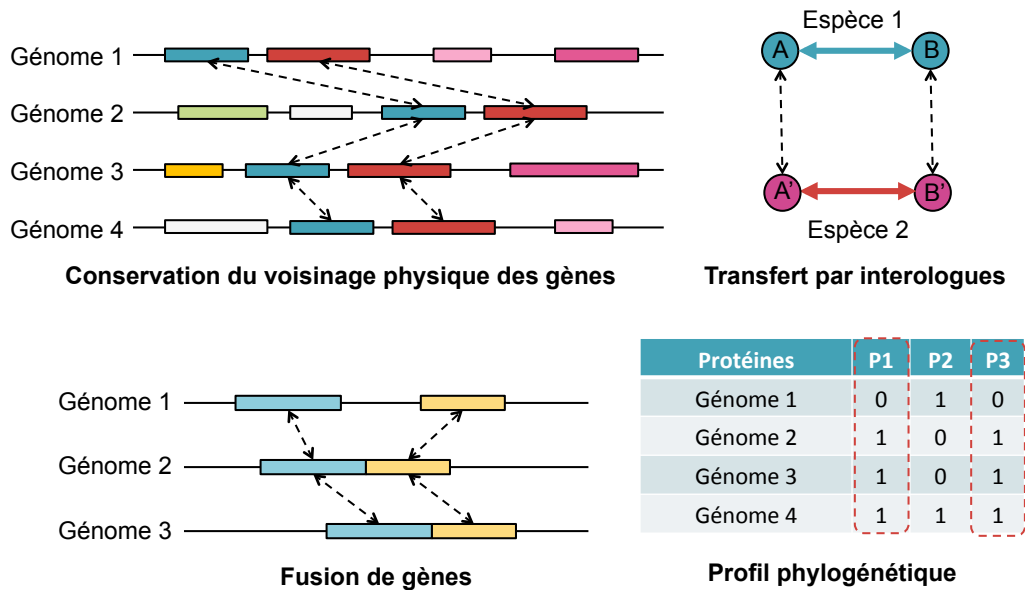 Génome 1
Génome 2
Génome 3
Génome 4
Conservation du voisinage physique des gènes
Espèce 1
A B
A' B'
Espèce 2
Transfert par interologues
Génome 1
Génome 2
Génome 3
Fusion de gènes
Protéines P1 P2 P3
Génome 1 0 1 0
Génome 2 1 0 1
Génome 3 1 0 1
Génome 4 1 1 1
Profil phylogénétique